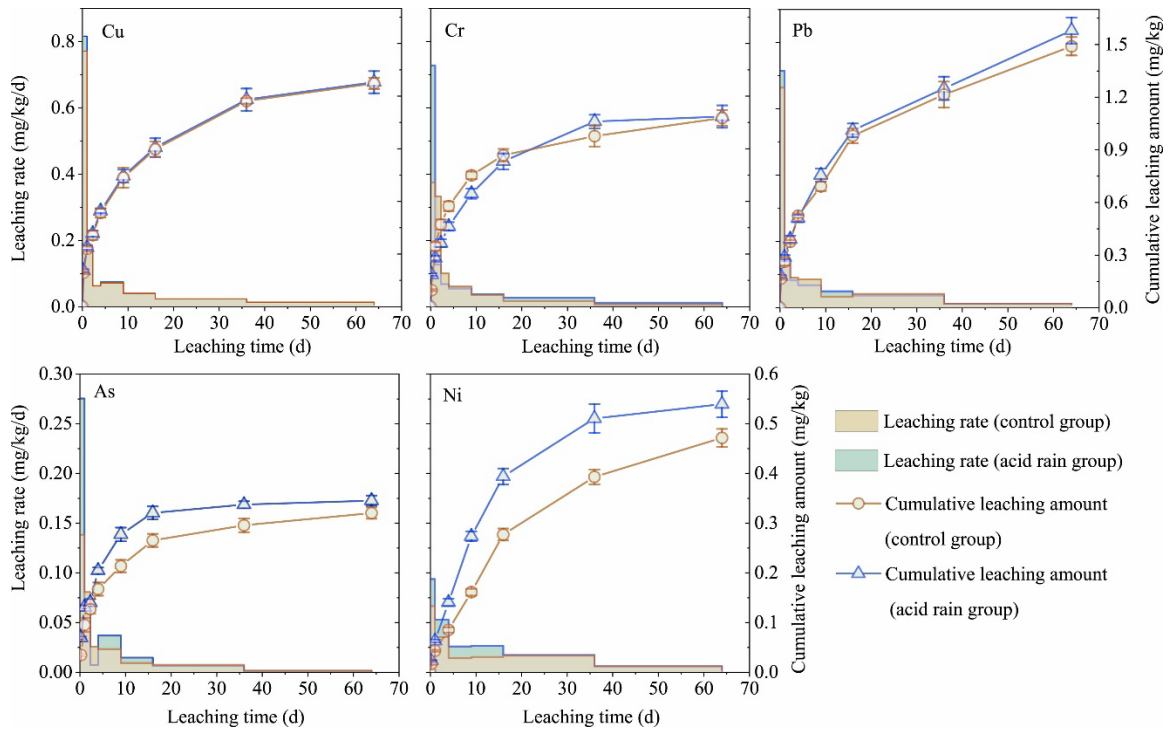 Cu
Cr
Pb
0.8
0.6
0.4
0.2
0.0
Leaching rate (mg/kg/d)
1.5
1.2
0.9
0.6
0.3
0.0
Cumulative leaching amount (mg/kg)
0 10 20 30 40 50 60 70
0 10 20 30 40 50 60 70
0 10 20 30 40 50 60 70
Leaching time (d)
Leaching time (d)
Leaching time (d)
As
Ni
0.30
0.25
0.20
0.15
0.10
0.05
0.00
Leaching rate (mg/kg/d)
0.6
0.5
0.4
0.3
0.2
0.1
0.0
Cumulative leaching amount (mg/kg)
0 10 20 30 40 50 60 70
0 10 20 30 40 50 60 70
Leaching time (d)
Leaching time (d)
Leaching rate (control group)
Leaching rate (acid rain group)
Cumulative leaching amount
(control group)
Cumulative leaching amount
(acid rain group)